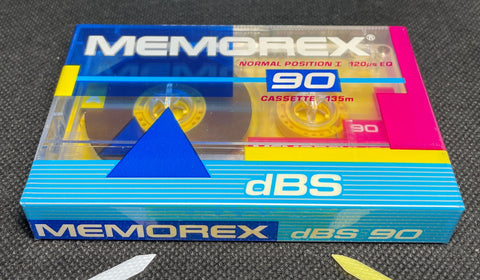 MEMOREX®
NORMAL POSITION I 120µs EQ
90
CASSETTE 135m
90
dBS
MEMOREX dBS 90